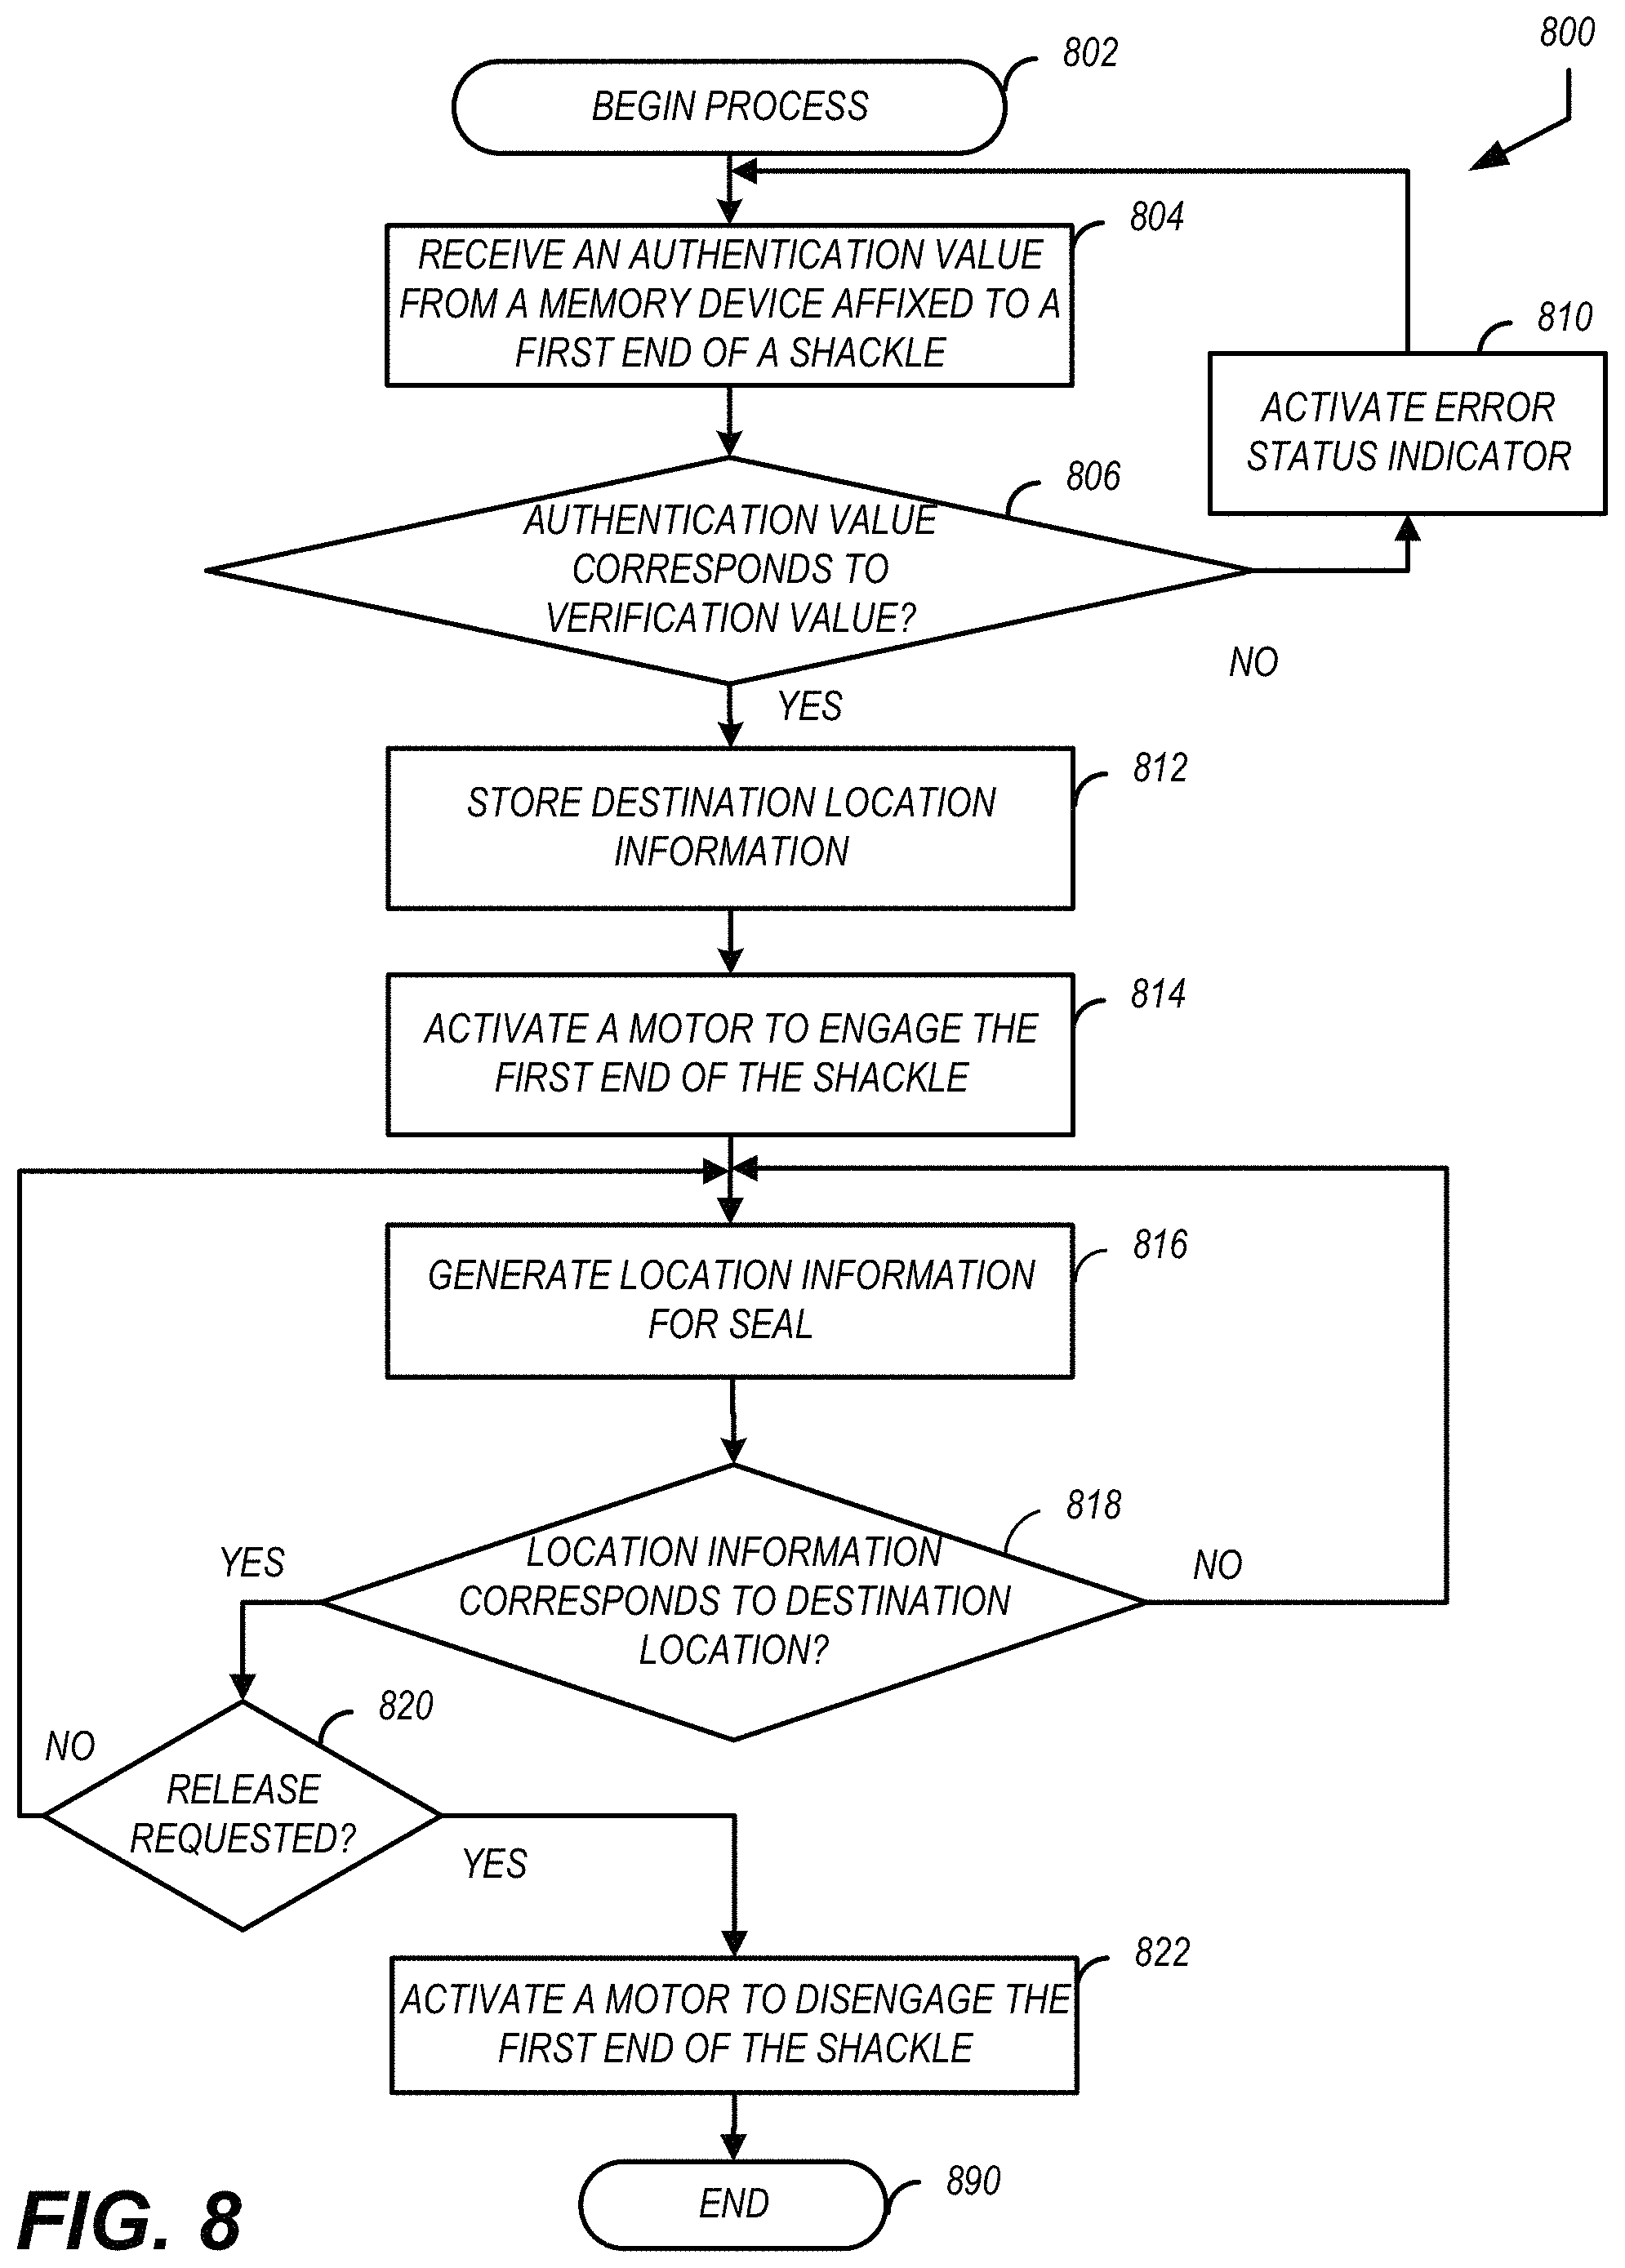 800
802
BEGIN PROCESS
804
RECEIVE AN AUTHENTICATION VALUE
FROM A MEMORY DEVICE AFFIXED TO A
FIRST END OF A SHACKLE
810
ACTIVATE ERROR
STATUS INDICATOR
806
AUTHENTICATION VALUE
CORRESPONDS TO
VERIFICATION VALUE?
NO
YES
812
STORE DESTINATION LOCATION
INFORMATION
814
ACTIVATE A MOTOR TO ENGAGE THE
FIRST END OF THE SHACKLE
816
GENERATE LOCATION INFORMATION
FOR SEAL
818
LOCATION INFORMATION
CORRESPONDS TO DESTINATION
LOCATION?
YES
NO
820
RELEASE
REQUESTED?
NO
YES
822
ACTIVATE A MOTOR TO DISENGAGE THE
FIRST END OF THE SHACKLE
890
END
FIG. 8